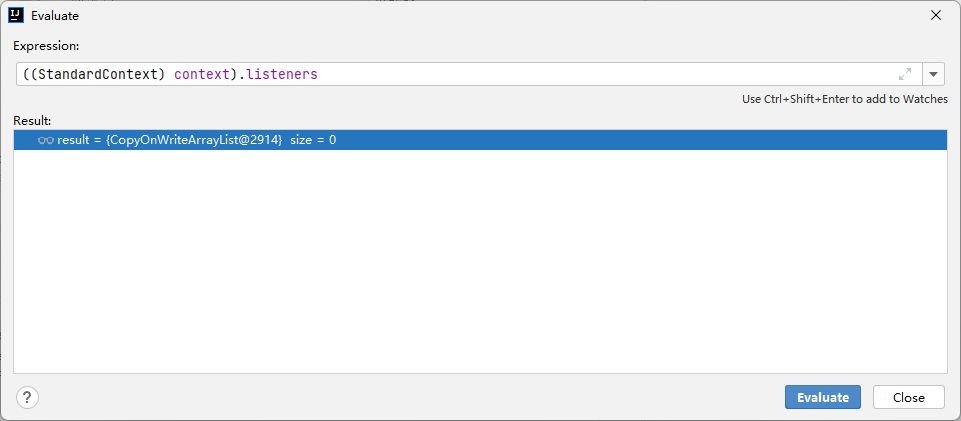 IJ Evaluate
Expression:
((StandardContext) context).listeners
Use Ctrl+Shift+Enter to add to Watches
Result:
result = {CopyOnWriteArrayList@2914} size = 0
? Evaluate Close